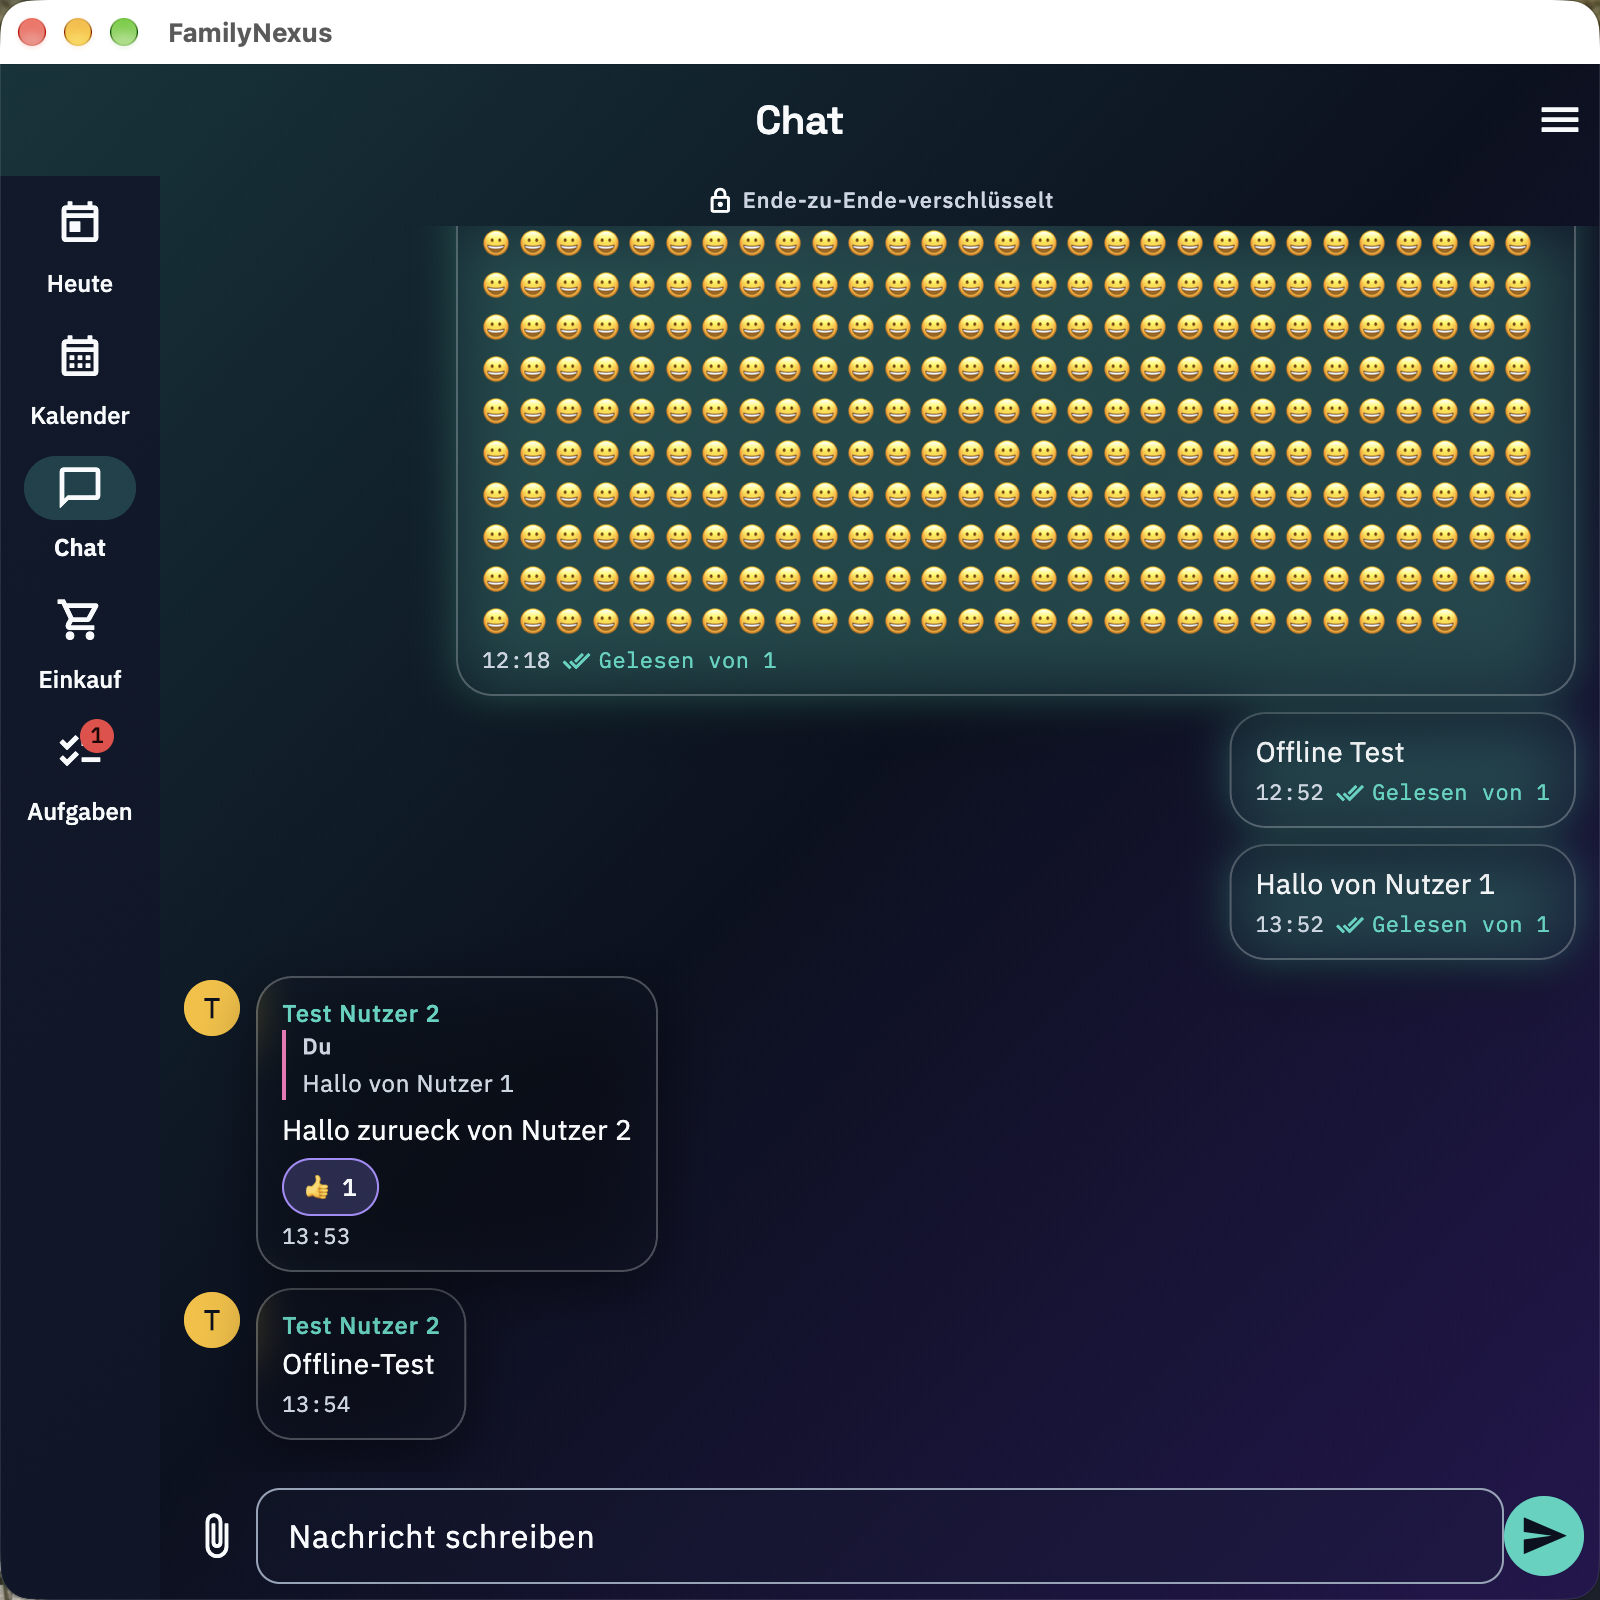 FamilyNexus
Chat
Ende-zu-Ende-verschlüsselt
Heute
Kalender
Chat
Einkauf
1
Aufgaben
😀😀😀😀😀😀😀😀😀😀😀😀😀😀😀😀😀😀😀😀😀😀😀😀😀😀😀😀😀
😀😀😀😀😀😀😀😀😀😀😀😀😀😀😀😀😀😀😀😀😀😀😀😀😀😀😀😀😀
😀😀😀😀😀😀😀😀😀😀😀😀😀😀😀😀😀😀😀😀😀😀😀😀😀😀😀😀😀
😀😀😀😀😀😀😀😀😀😀😀😀😀😀😀😀😀😀😀😀😀😀😀😀😀😀😀😀😀
😀😀😀😀😀😀😀😀😀😀😀😀😀😀😀😀😀😀😀😀😀😀😀😀😀😀😀😀😀
😀😀😀😀😀😀😀😀😀😀😀😀😀😀😀😀😀😀😀😀😀😀😀😀😀😀😀😀😀
😀😀😀😀😀😀😀😀😀😀😀😀😀😀😀😀😀😀😀😀😀😀😀😀😀😀😀😀😀
😀😀😀😀😀😀😀😀😀😀😀😀😀😀😀😀😀😀😀😀😀😀😀😀😀😀😀😀😀
😀😀😀😀😀😀😀😀😀😀😀😀😀😀😀😀😀😀😀😀😀😀😀😀😀😀😀😀😀
😀😀😀😀😀😀😀😀😀😀😀😀😀😀😀😀😀😀😀😀😀😀😀😀😀😀😀
12:18 Gelesen von 1
Offline Test
12:52 Gelesen von 1
Hallo von Nutzer 1
13:52 Gelesen von 1
T
Test Nutzer 2
Du
Hallo von Nutzer 1
Hallo zurueck von Nutzer 2
👍 1
13:53
T
Test Nutzer 2
Offline-Test
13:54
Nachricht schreiben